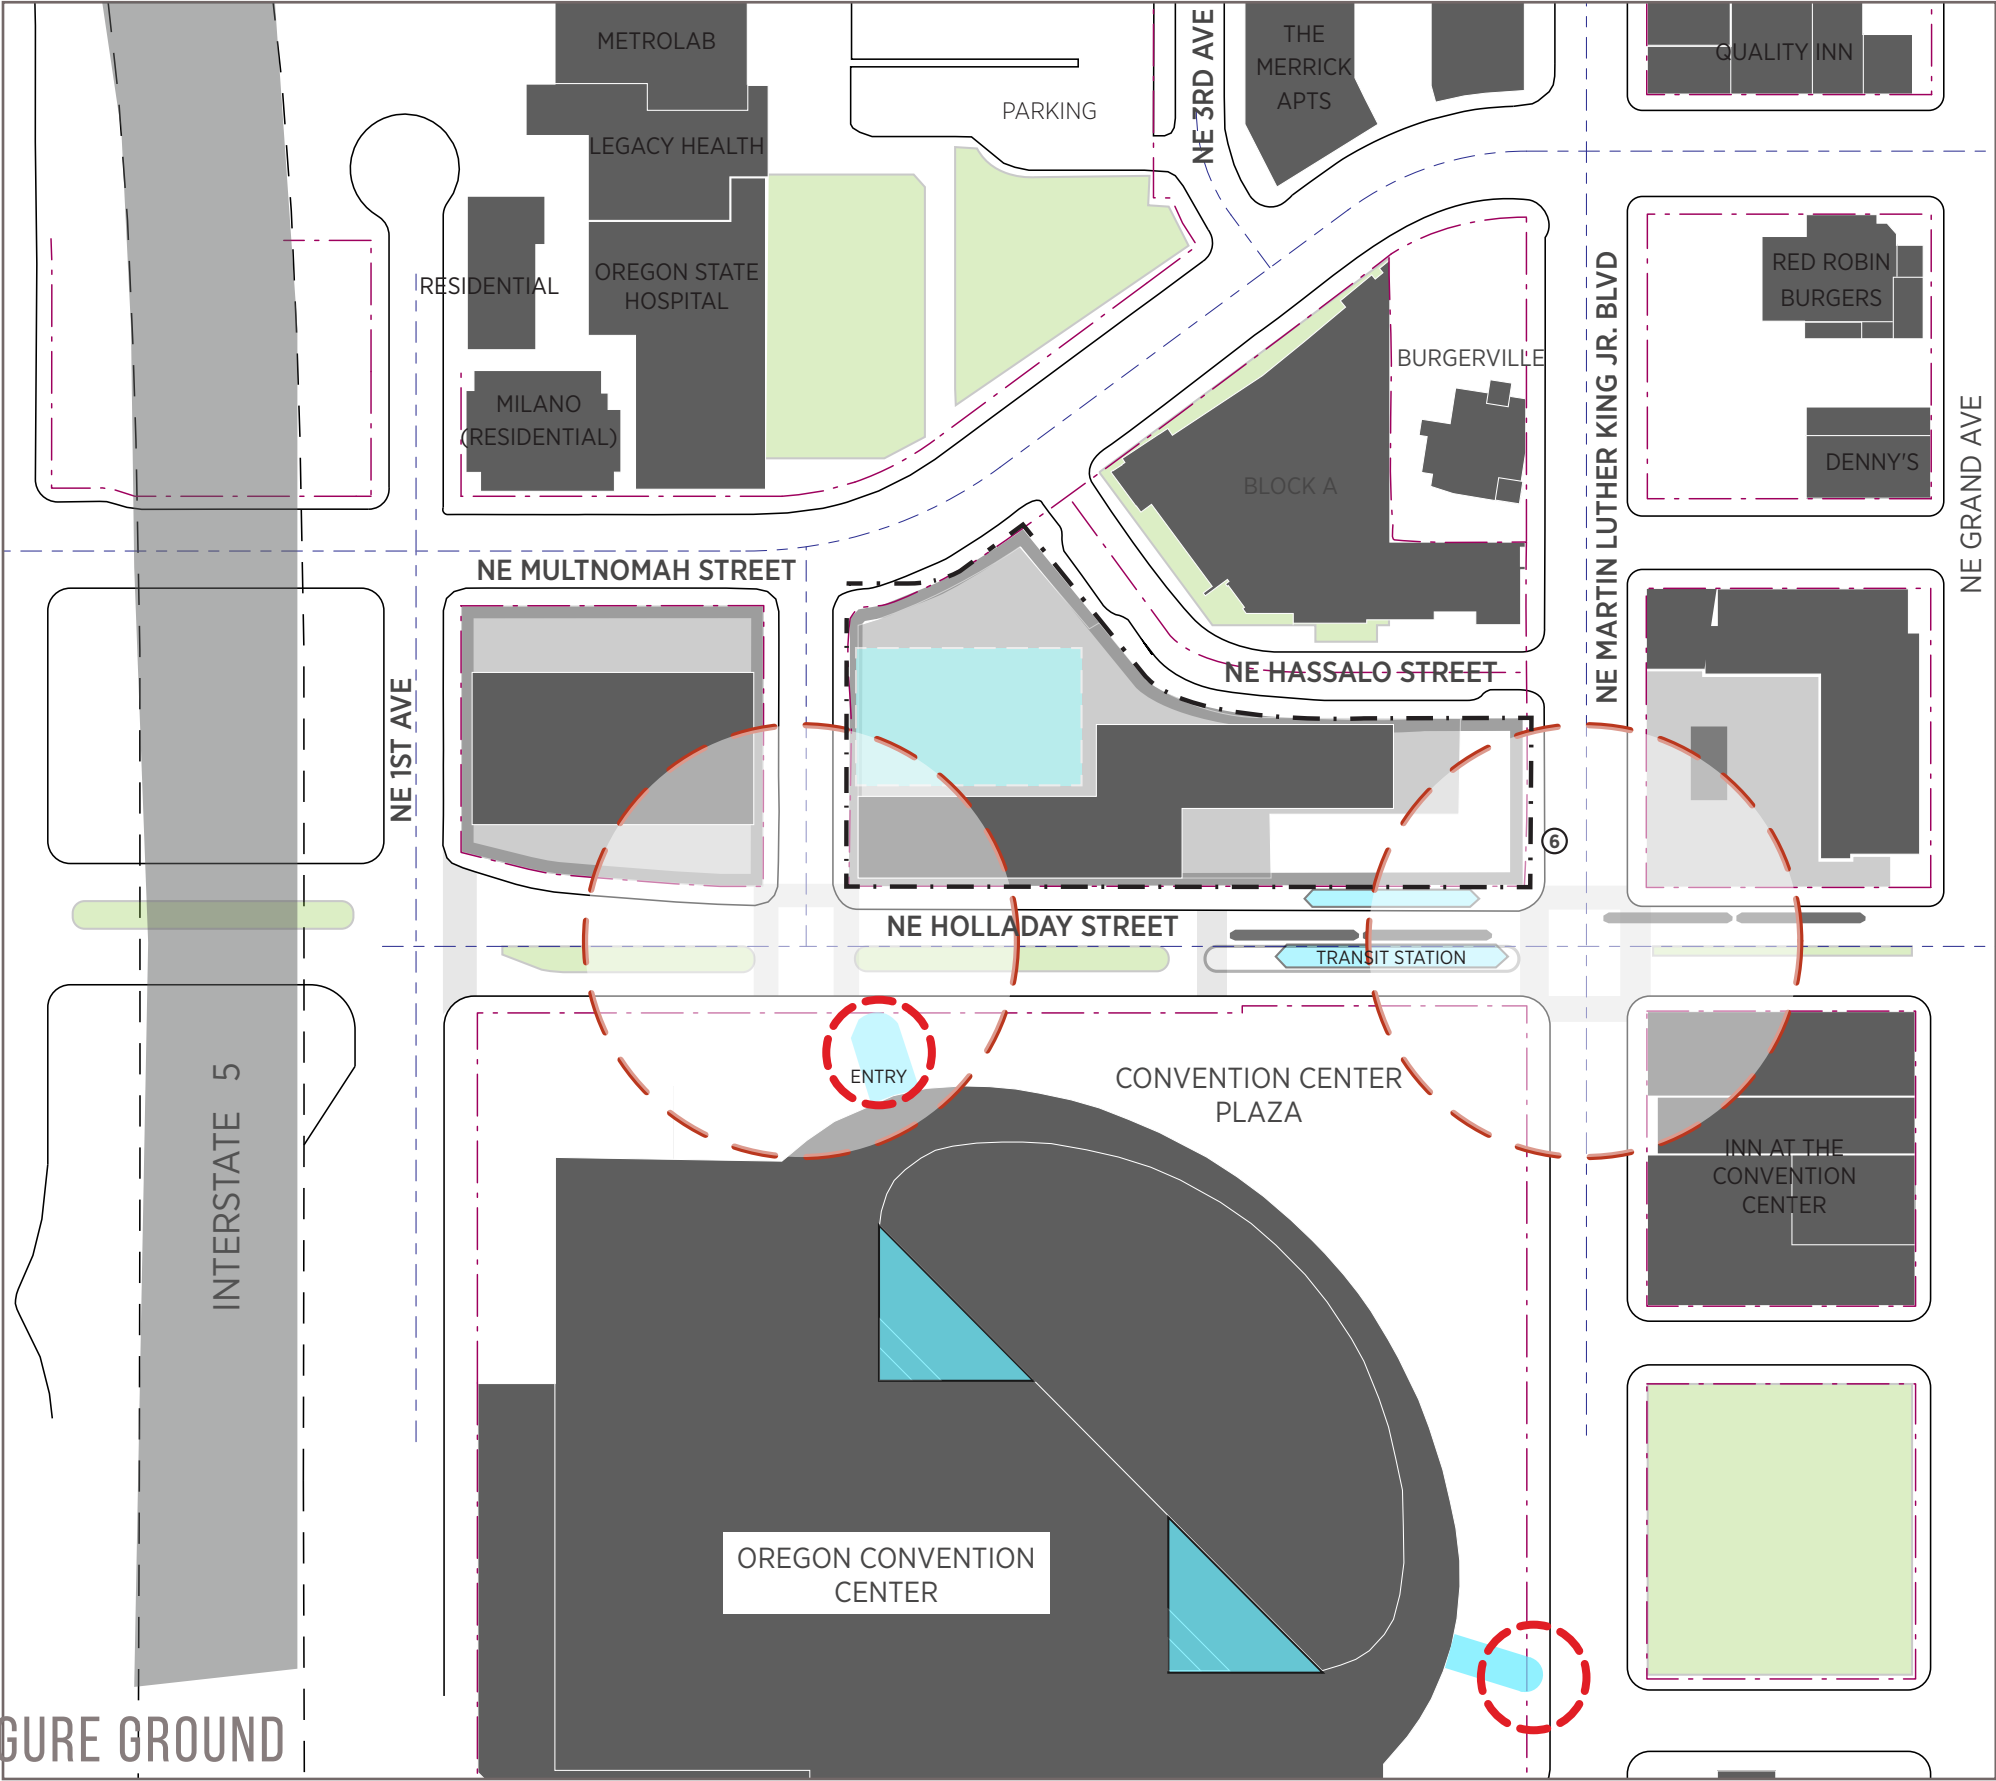 METROLAB
LEGACY HEALTH
PARKING
NE 3RD AVE
THE
MERRICK
APTS
QUALITY INN
RESIDENTIAL
OREGON STATE
HOSPITAL
MILANO
(RESIDENTIAL)
BURGERVILLE
BLOCK A
NE MARTIN LUTHER KING JR. BLVD
RED ROBIN
BURGERS
DENNY'S
NE GRAND AVE
NE MULTNOMAH STREET
NE 1ST AVE
NE HASSALO STREET
6
NE HOLLADAY STREET
TRANSIT STATION
ENTRY
CONVENTION CENTER
PLAZA
INTERSTATE 5
INN AT THE
CONVENTION
CENTER
OREGON CONVENTION
CENTER
GURE GROUND